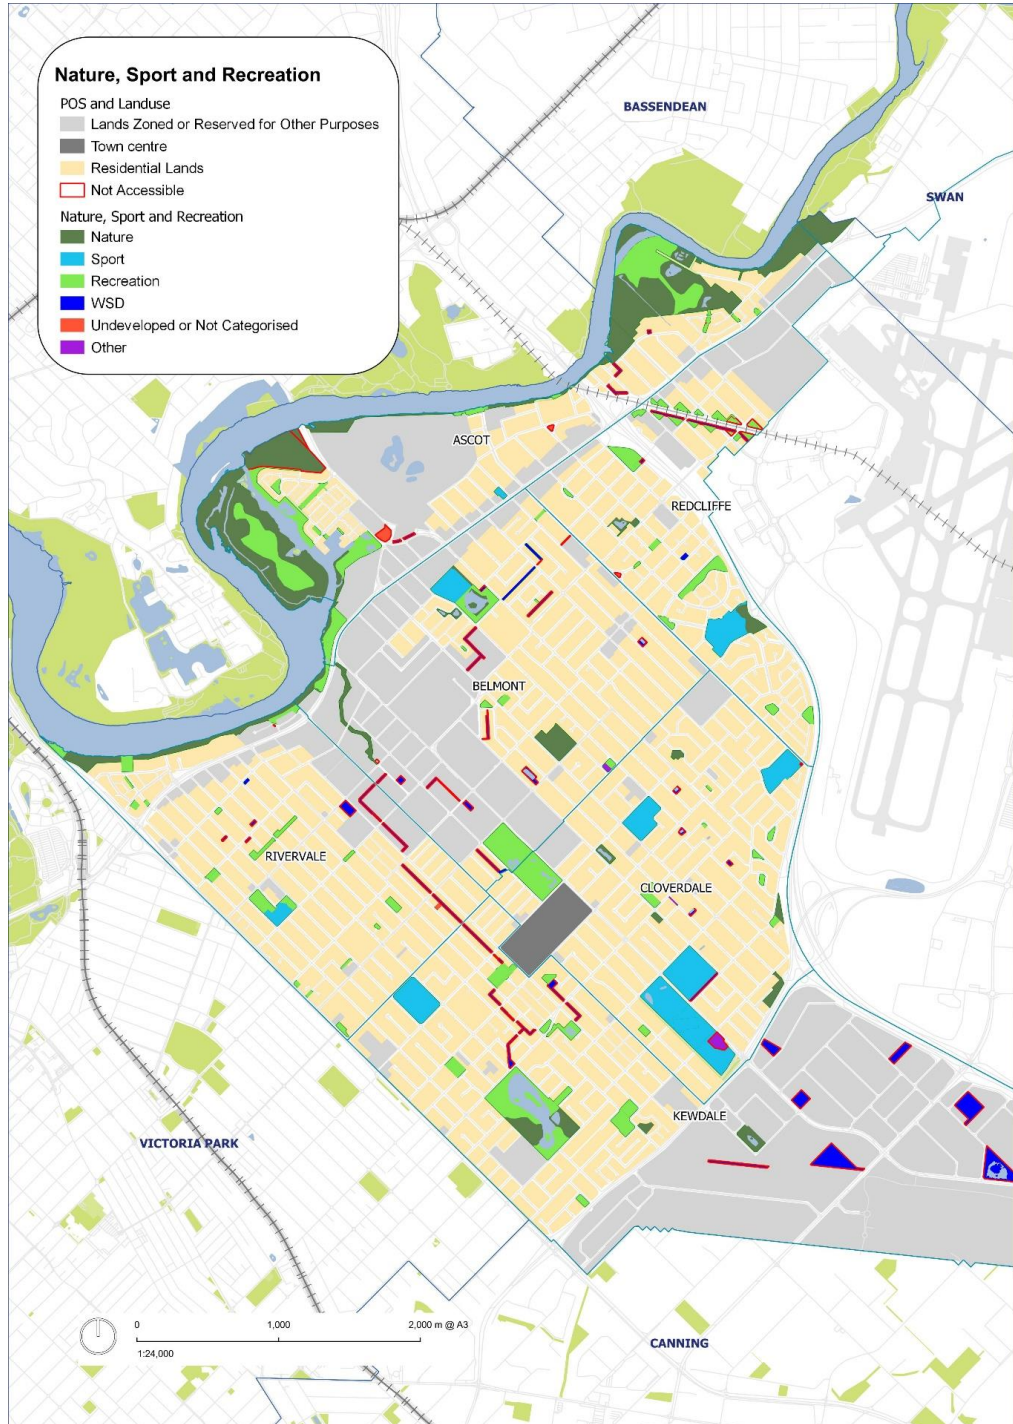 Nature, Sport and Recreation
POS and Landuse
Lands Zoned or Reserved for Other Purposes
Town centre
Residential Lands
Not Accessible
Nature, Sport and Recreation
Nature
Sport
Recreation
WSD
Undeveloped or Not Categorised
Other
BASSENDEAN
SWAN
ASCOT
REDCLIFFE
BELMONT
RIVERVALE
CLOVERDALE
KEWDALE
VICTORIA PARK
0 1,000 2,000 m @ A3
1:24,000
CANNING